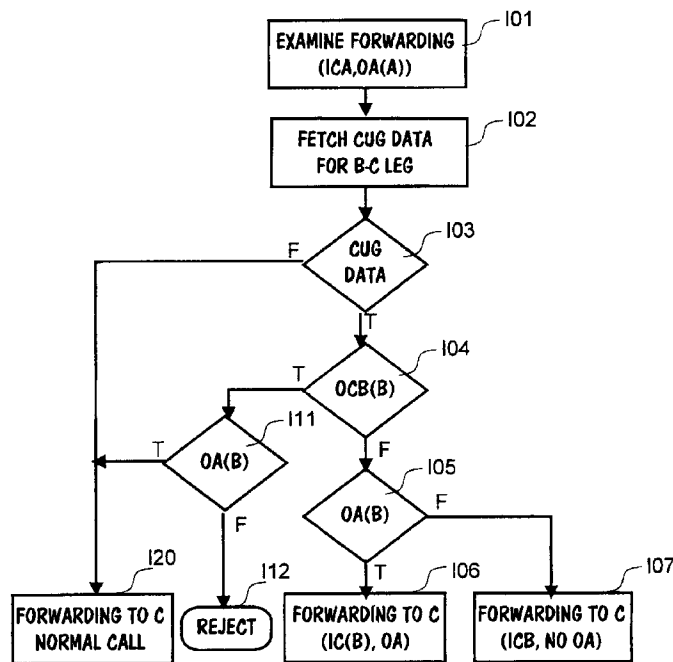 101
EXAMINE FORWARDING
(ICA,OA(A))
102
FETCH CUG DATA
FOR B-C LEG
103
F
CUG
DATA
T
104
T
OCB(B)
111
T
OA(B)
F
105
F
OA(B)
F
T
120
112
106
107
FORWARDING TO C
NORMAL CALL
REJECT
FORWARDING TO C
(IC(B), OA)
FORWARDING TO C
(ICB, NO OA)